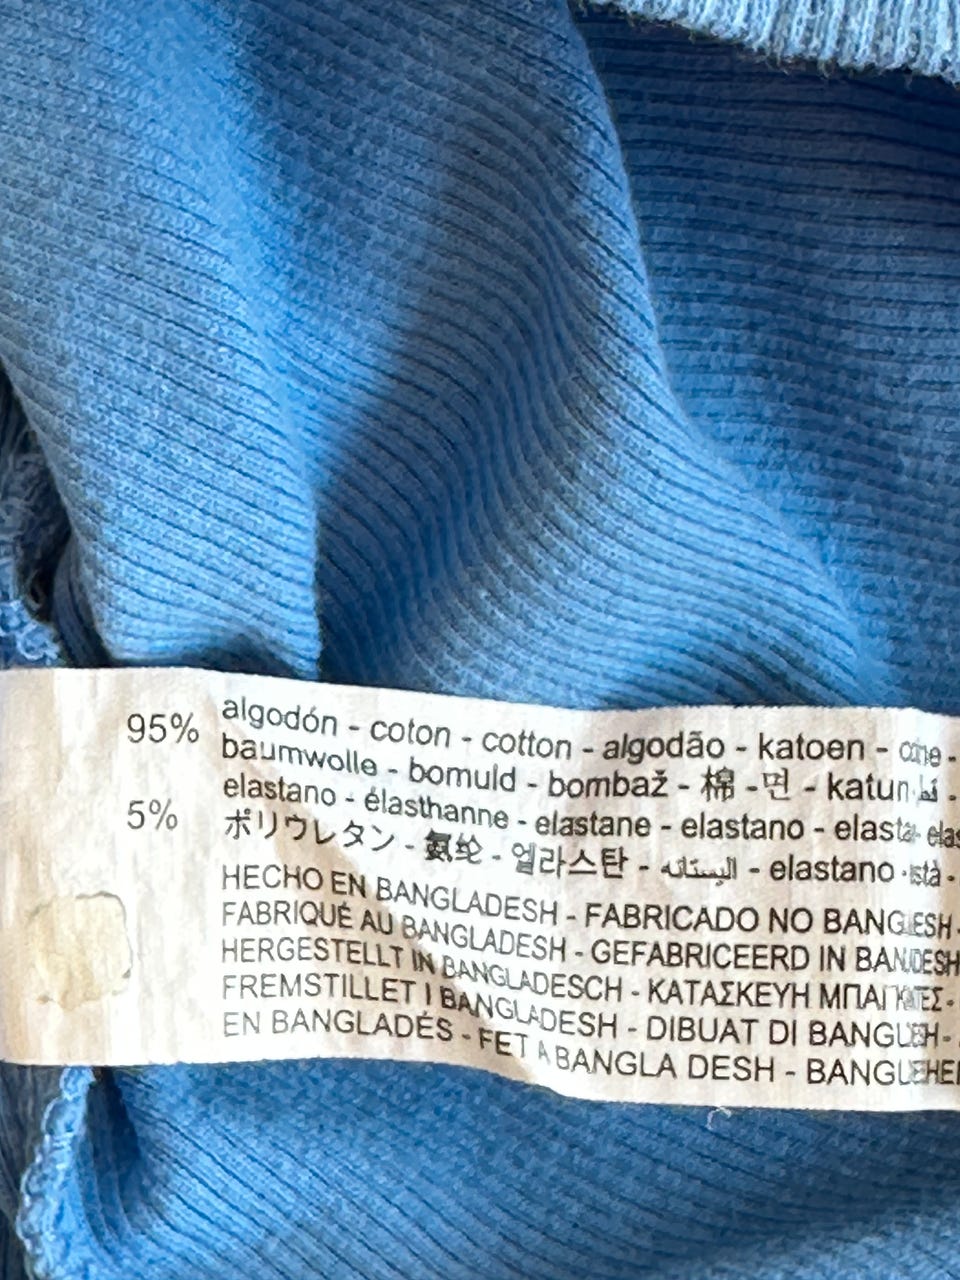 95% algodón - coton - cotton - algodão - katoen -
baumwolle - bomuld - bombaž - 棉 - 면 - katun
5% elastano - élasthanne - elastane - elastano -
ポリウレタン - 氨纶 - 엘라스탄 - اليستانه - elastano -
HECHO EN BANGLADESH - FABRICADO NO
FABRIQUÉ AU BANGLADESH - GEFABRICEERD IN
HERGESTELLT IN BANGLADESCH - ΚΑΤΑΣΚΕΥΗ
FREMSTILLET I BANGLADESH - DIBUAT DI
EN BANGLADÉS - FET A BANGLA DESH -